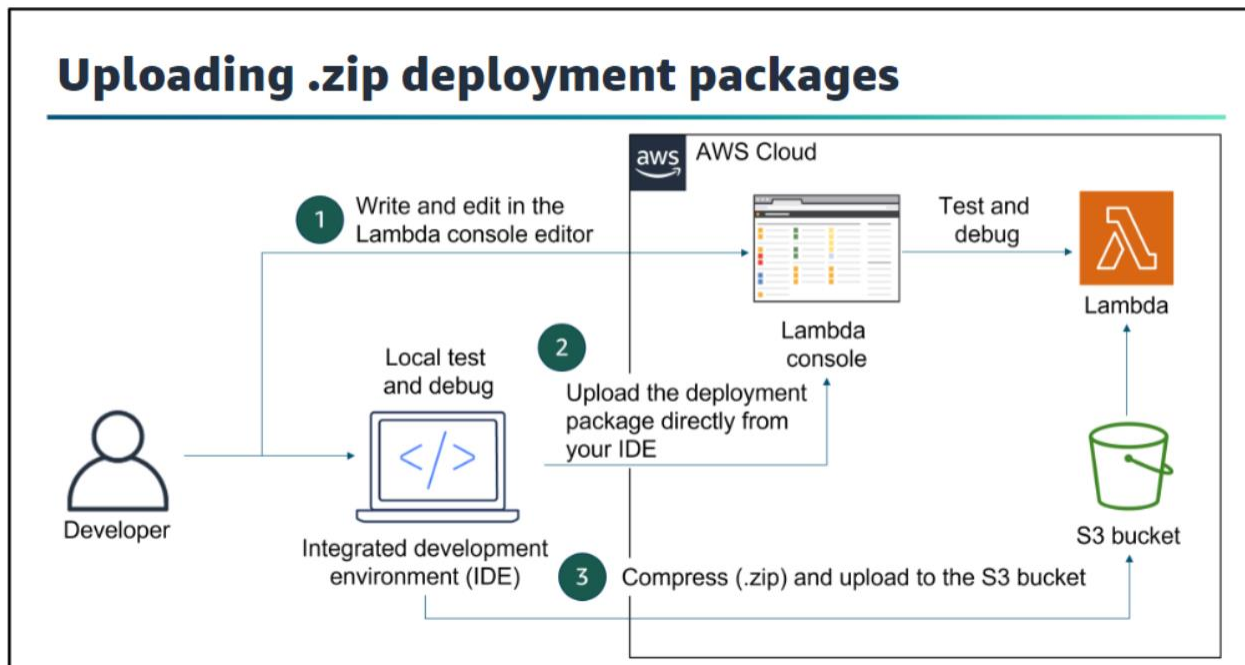 Uploading .zip deployment packages
aws
AWS Cloud
1
Write and edit in the
Lambda console editor
Test and
debug
Lambda
Lambda
console
2
Local test
and debug
Upload the deployment
package directly from
your IDE
</>
Developer
Integrated development
environment (IDE)
S3 bucket
3
Compress (.zip) and upload to the S3 bucket